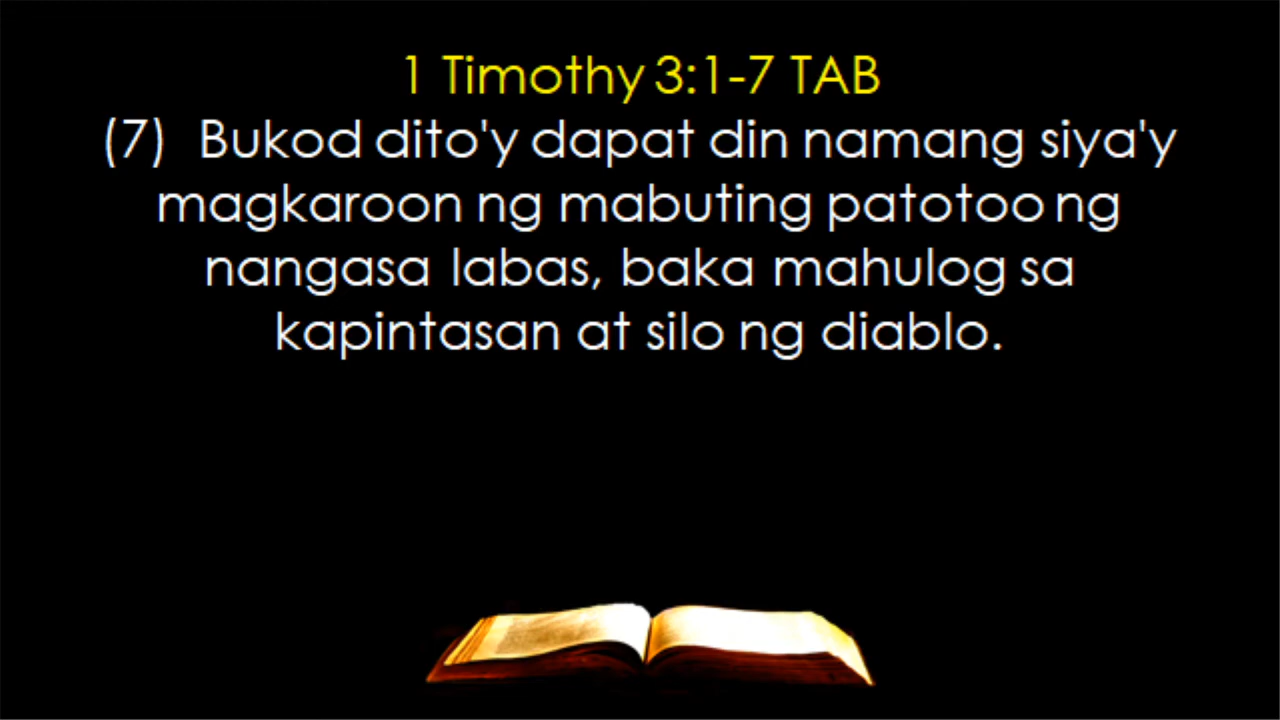 1 Timothy 3:1-7 TAB
(7) Bukod dito'y dapat din namang siya'y
magkaroon ng mabuting patotoo ng
nangasa labas, baka mahulog sa
kapintasan at silo ng diablo.